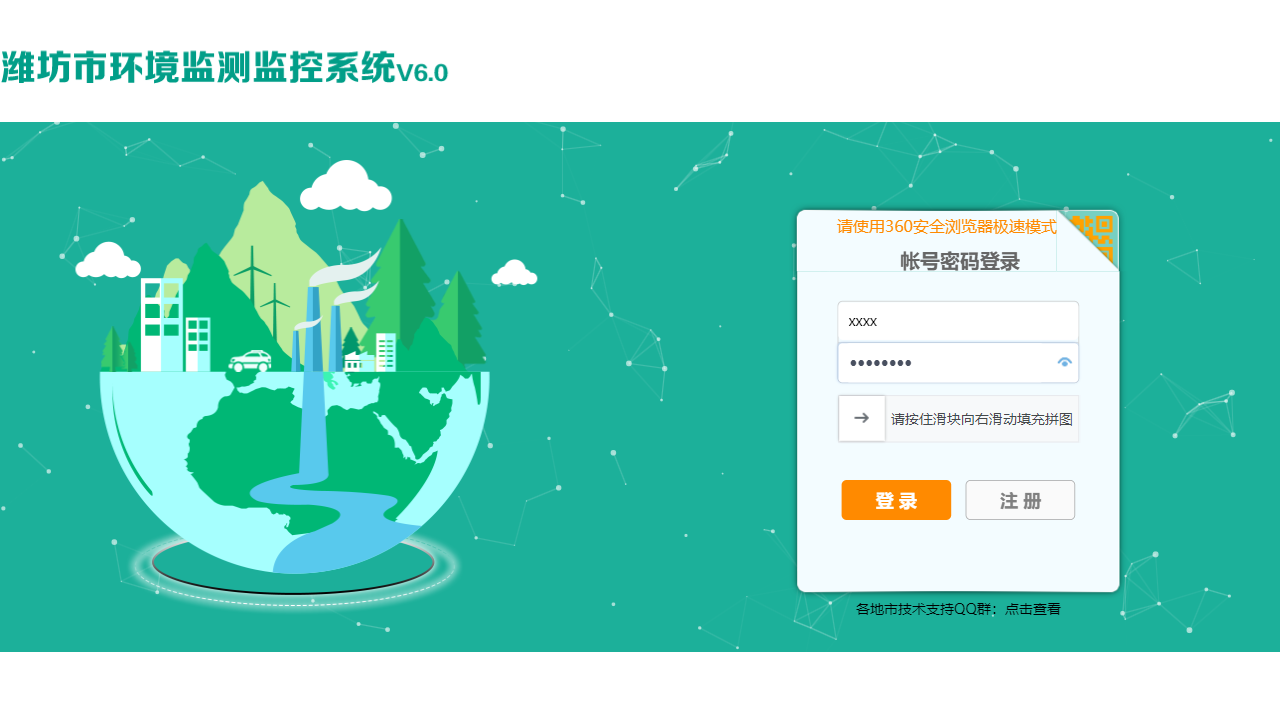 潍坊市环境监测监控系统V6.0
请使用360安全浏览器极速模式
帐号密码登录
xxxx
••••••••
请按住滑块向右滑动填充拼图
登 录
注 册
各地市技术支持QQ群：点击查看